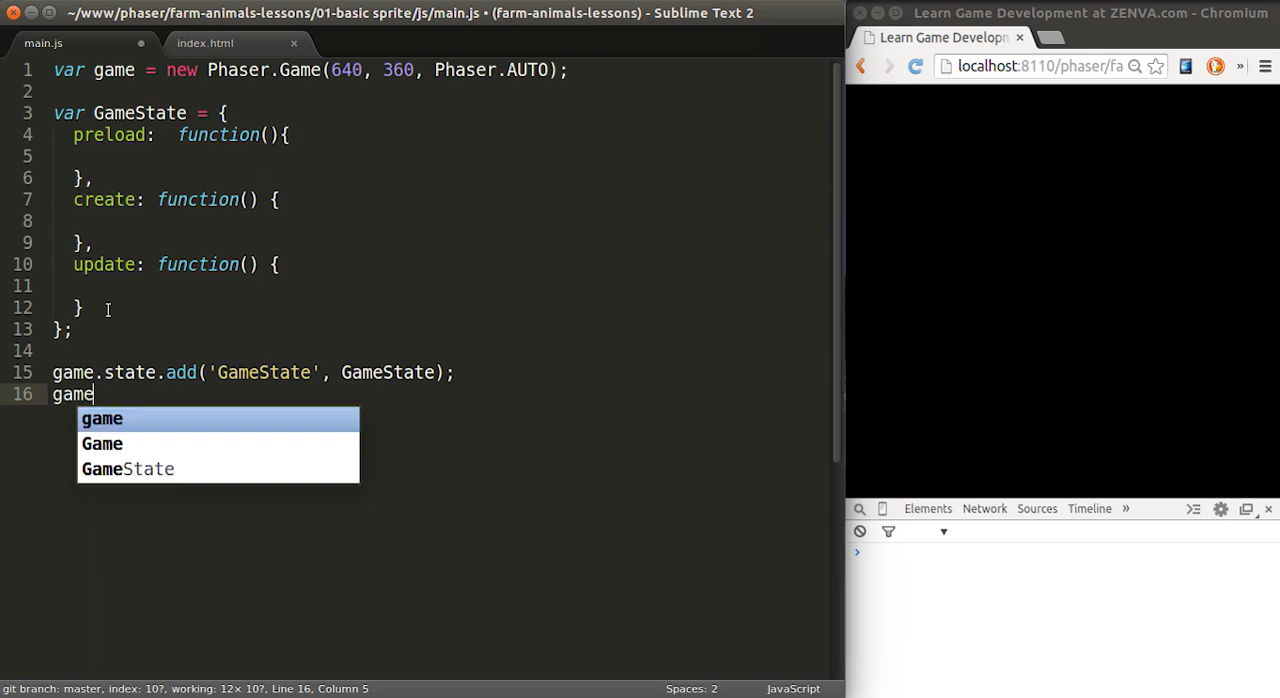 ~/www/phaser/farm-animals-lessons/01-basic sprite/js/main.js • (farm-animals-lessons) - Sublime Text 2
main.js
index.html
1 var game = new Phaser.Game(640, 360, Phaser.AUTO);
2
3 var GameState = {
4 preload:  function(){
5
6 },
7 create: function() {
8
9 },
10 update: function() {
11
12 }
13 };
14
15 game.state.add('GameState', GameState);
16 game
game
Game
GameState
git branch: master, index: 10?, working: 12× 10?, Line 16, Column 5
Spaces: 2
JavaScript
Learn Game Development at ZENVA.com - Chromium
Learn Game Developn
localhost:8110/phaser/fa
Elements Network Sources Timeline »